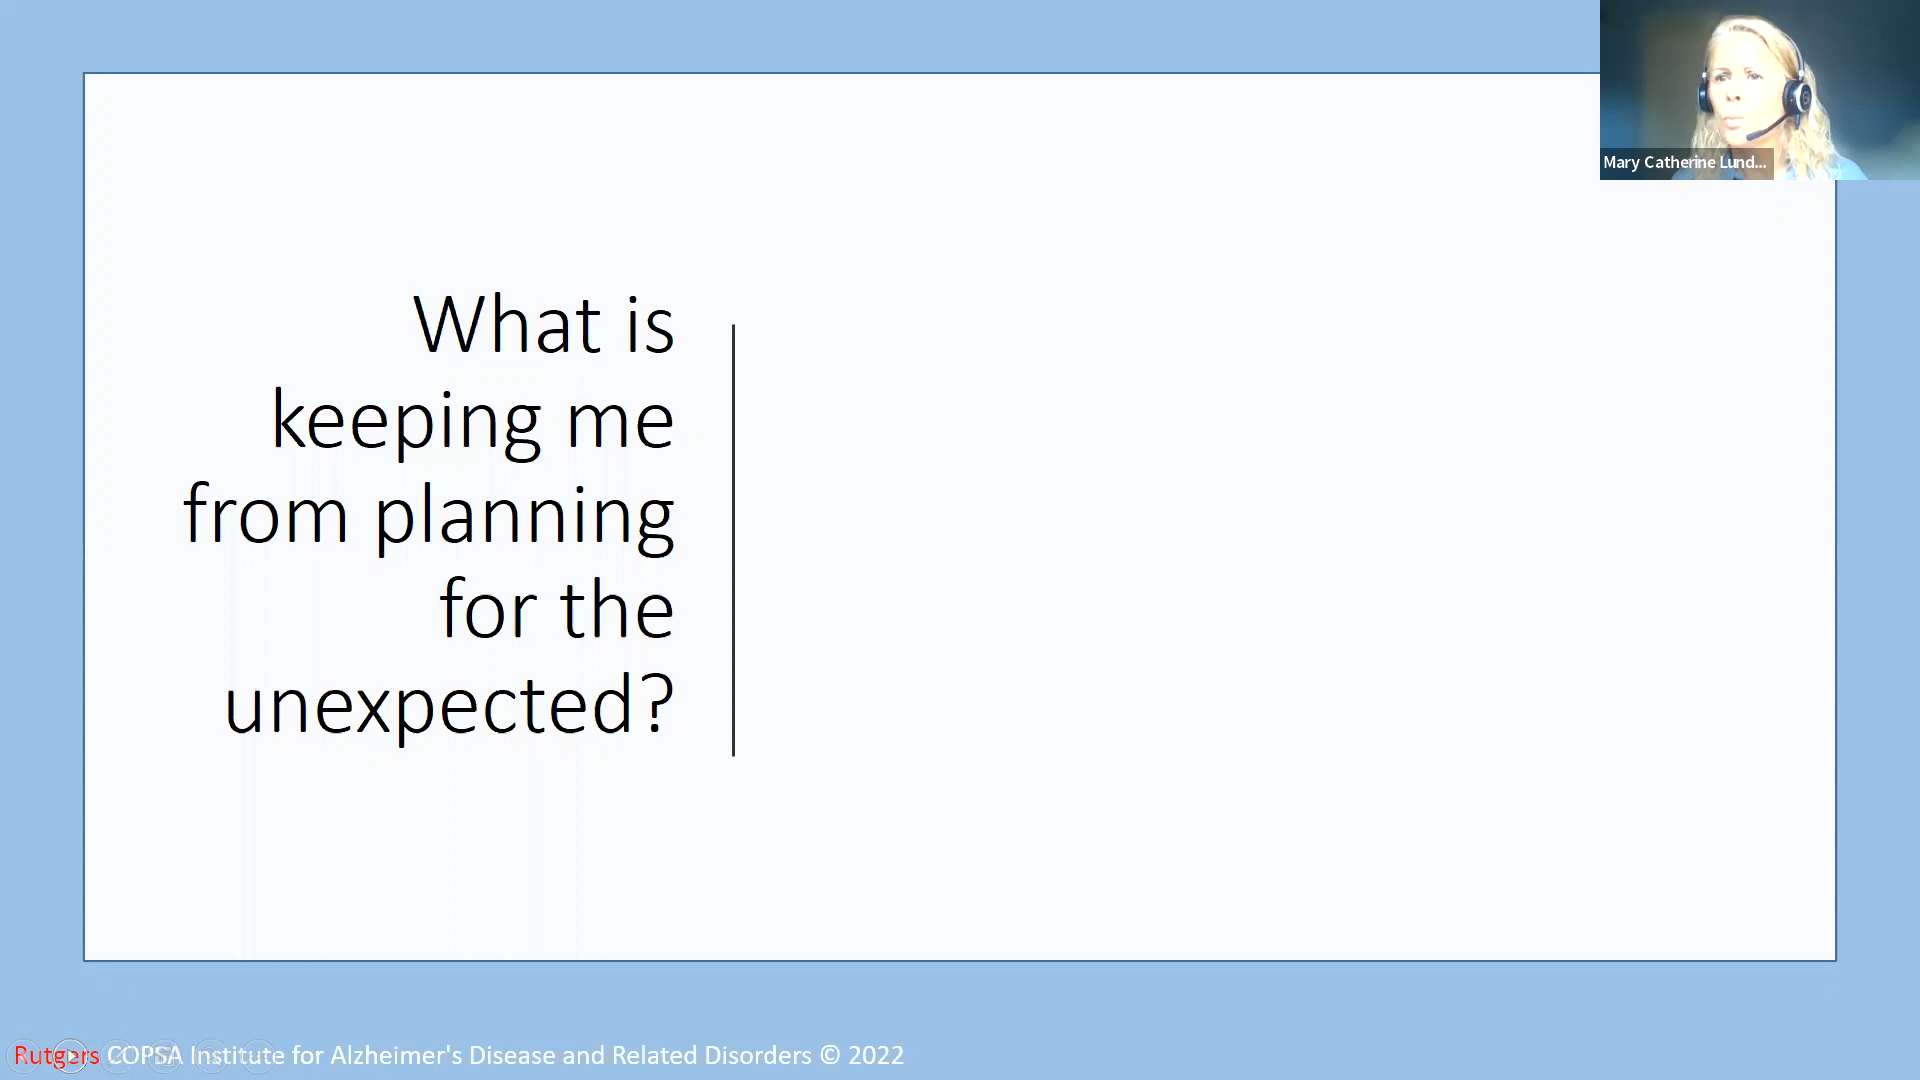 Mary Catherine Lund...
What is
keeping me
from planning
for the
unexpected?
Rutgers COPSA Institute for Alzheimer's Disease and Related Disorders © 2022